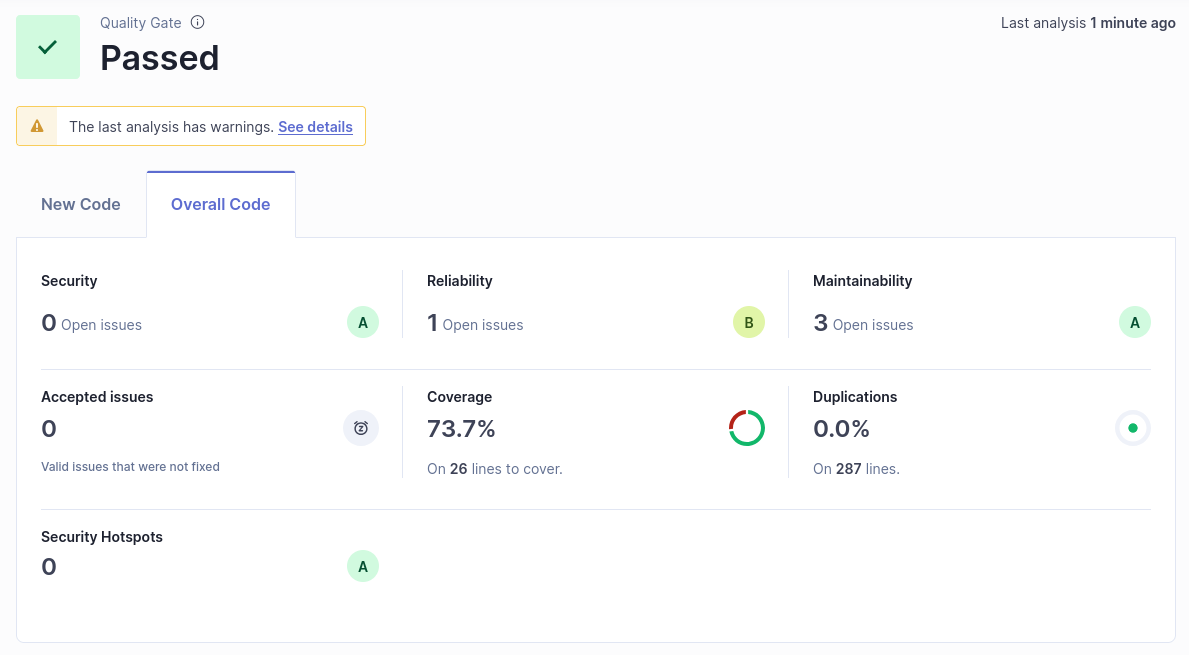 Quality Gate
Last analysis 1 minute ago
Passed
The last analysis has warnings. See details
New Code
Overall Code
Security
Reliability
Maintainability
0 Open issues
A
1 Open issues
B
3 Open issues
A
Accepted issues
Coverage
Duplications
0
73.7%
0.0%
Valid issues that were not fixed
On 26 lines to cover.
On 287 lines.
Security Hotspots
0
A